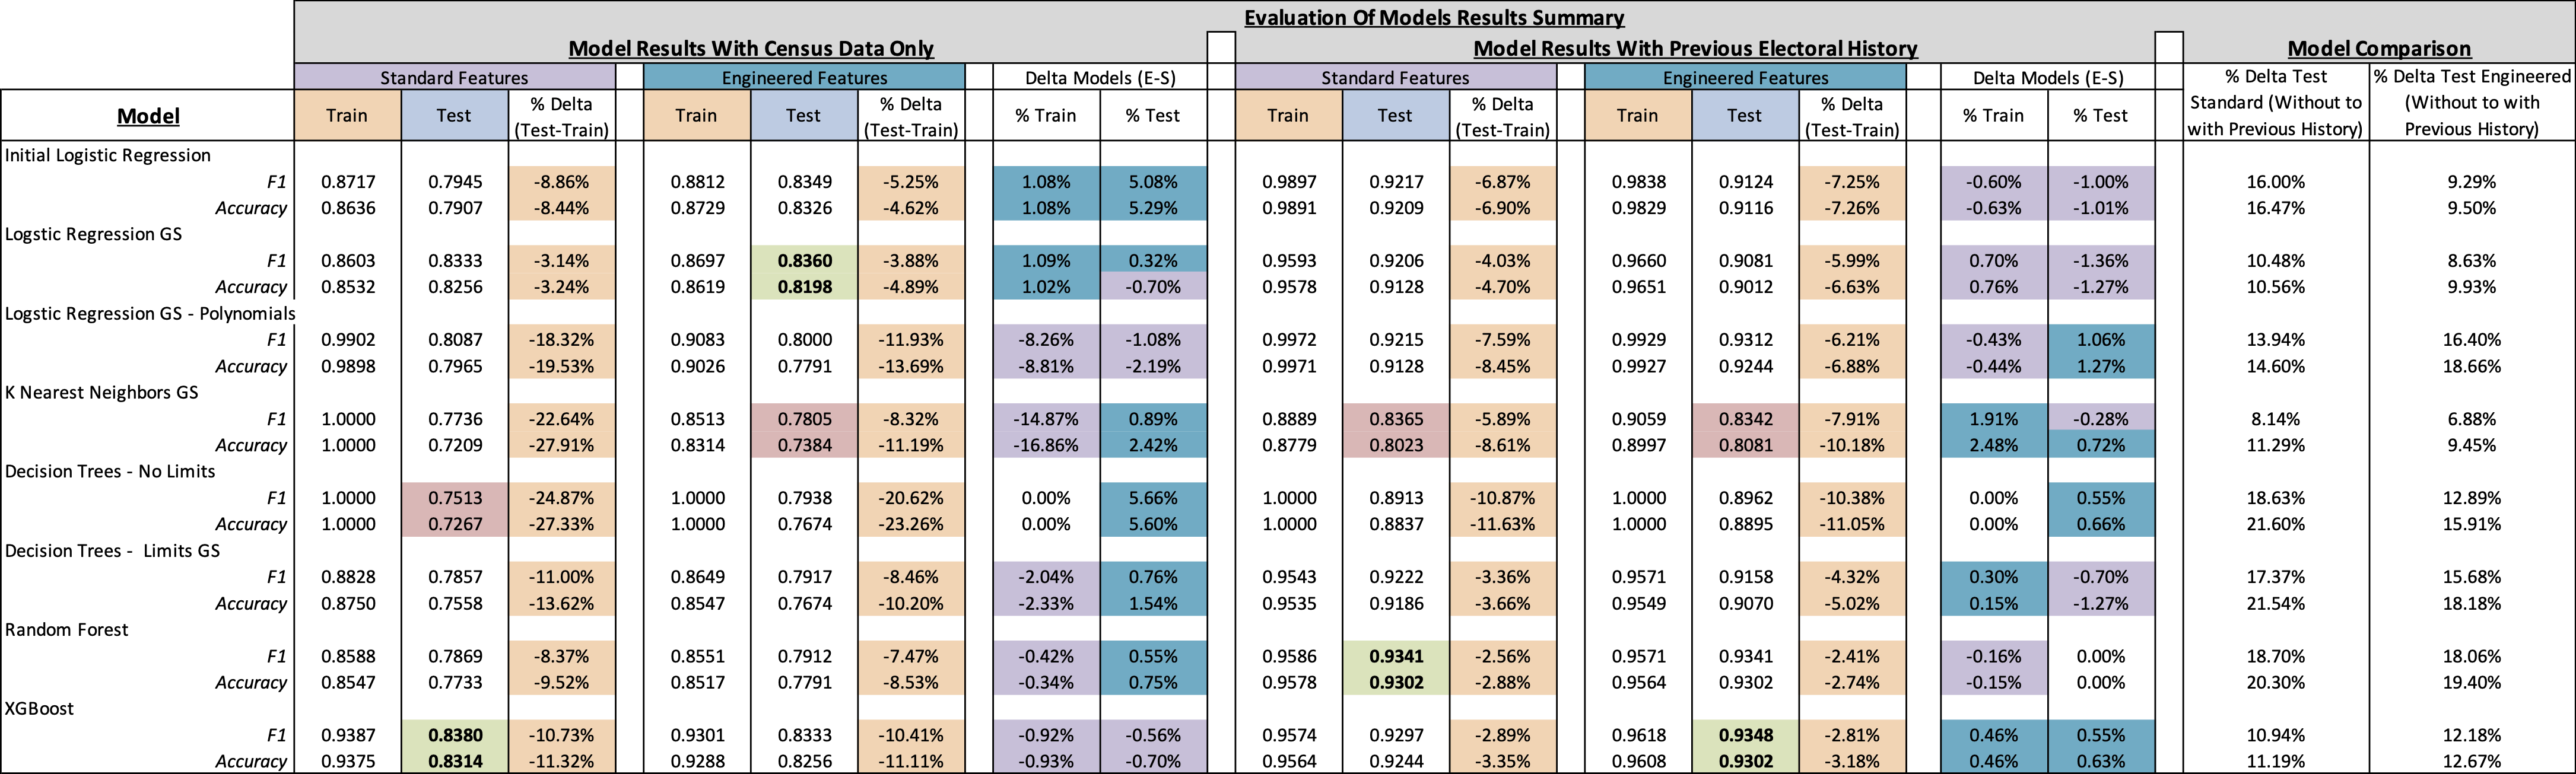 Evaluation Of Models Results Summary
Model Results With Census Data Only Model Results With Previous Electoral History Model Comparison
Standard Features Engineered Features Delta Models (E-S) Standard Features Engineered Features Delta Models (E-S) % Delta Test Standard (Without to with Previous History) % Delta Test Engineered (Without to with Previous History)
Model Train Test % Delta (Test-Train) Train Test % Delta (Test-Train) % Train % Test Train Test % Delta (Test-Train) Train Test % Delta (Test-Train) % Train % Test
Initial Logistic Regression
F1 0.8717 0.7945 -8.86% 0.8812 0.8349 -5.25% 1.08% 5.08% 0.9897 0.9217 -6.87% 0.9838 0.9124 -7.25% -0.60% -1.00% 16.00% 9.29%
Accuracy 0.8636 0.7907 -8.44% 0.8729 0.8326 -4.62% 1.08% 5.29% 0.9891 0.9209 -6.90% 0.9829 0.9116 -7.26% -0.63% -1.01% 16.47% 9.50%
Logstic Regression GS
F1 0.8603 0.8333 -3.14% 0.8697 0.8360 -3.88% 1.09% 0.32% 0.9593 0.9206 -4.03% 0.9660 0.9081 -5.99% 0.70% -1.36% 10.48% 8.63%
Accuracy 0.8532 0.8256 -3.24% 0.8619 0.8198 -4.89% 1.02% -0.70% 0.9578 0.9128 -4.70% 0.9651 0.9012 -6.63% 0.76% -1.27% 10.56% 9.93%
Logstic Regression GS - Polynomials
F1 0.9902 0.8087 -18.32% 0.9083 0.8000 -11.93% -8.26% -1.08% 0.9972 0.9215 -7.59% 0.9929 0.9312 -6.21% -0.43% 1.06% 13.94% 16.40%
Accuracy 0.9898 0.7965 -19.53% 0.9026 0.7791 -13.69% -8.81% -2.19% 0.9971 0.9128 -8.45% 0.9927 0.9244 -6.88% -0.44% 1.27% 14.60% 18.66%
K Nearest Neighbors GS
F1 1.0000 0.7736 -22.64% 0.8513 0.7805 -8.32% -14.87% 0.89% 0.8889 0.8365 -5.89% 0.9059 0.8342 -7.91% 1.91% -0.28% 8.14% 6.88%
Accuracy 1.0000 0.7209 -27.91% 0.8314 0.7384 -11.19% -16.86% 2.42% 0.8779 0.8023 -8.61% 0.8997 0.8081 -10.18% 2.48% 0.72% 11.29% 9.45%
Decision Trees - No Limits
F1 1.0000 0.7513 -24.87% 1.0000 0.7938 -20.62% 0.00% 5.66% 1.0000 0.8913 -10.87% 1.0000 0.8962 -10.38% 0.00% 0.55% 18.63% 12.89%
Accuracy 1.0000 0.7267 -27.33% 1.0000 0.7674 -23.26% 0.00% 5.60% 1.0000 0.8837 -11.63% 1.0000 0.8895 -11.05% 0.00% 0.66% 21.60% 15.91%
Decision Trees - Limits GS
F1 0.8828 0.7857 -11.00% 0.8649 0.7917 -8.46% -2.04% 0.76% 0.9543 0.9222 -3.36% 0.9571 0.9158 -4.32% 0.30% -0.70% 17.37% 15.68%
Accuracy 0.8750 0.7558 -13.62% 0.8547 0.7674 -10.20% -2.33% 1.54% 0.9535 0.9186 -3.66% 0.9549 0.9070 -5.02% 0.15% -1.27% 21.54% 18.18%
Random Forest
F1 0.8588 0.7869 -8.37% 0.8551 0.7912 -7.47% -0.42% 0.55% 0.9586 0.9341 -2.56% 0.9571 0.9341 -2.41% -0.16% 0.00% 18.70% 18.06%
Accuracy 0.8547 0.7733 -9.52% 0.8517 0.7791 -8.53% -0.34% 0.75% 0.9578 0.9302 -2.88% 0.9564 0.9302 -2.74% -0.15% 0.00% 20.30% 19.40%
XGBoost
F1 0.9387 0.8380 -10.73% 0.9301 0.8333 -10.41% -0.92% -0.56% 0.9574 0.9297 -2.89% 0.9618 0.9348 -2.81% 0.46% 0.55% 10.94% 12.18%
Accuracy 0.9375 0.8314 -11.32% 0.9288 0.8256 -11.11% -0.93% -0.70% 0.9564 0.9244 -3.35% 0.9608 0.9302 -3.18% 0.46% 0.63% 11.19% 12.67%